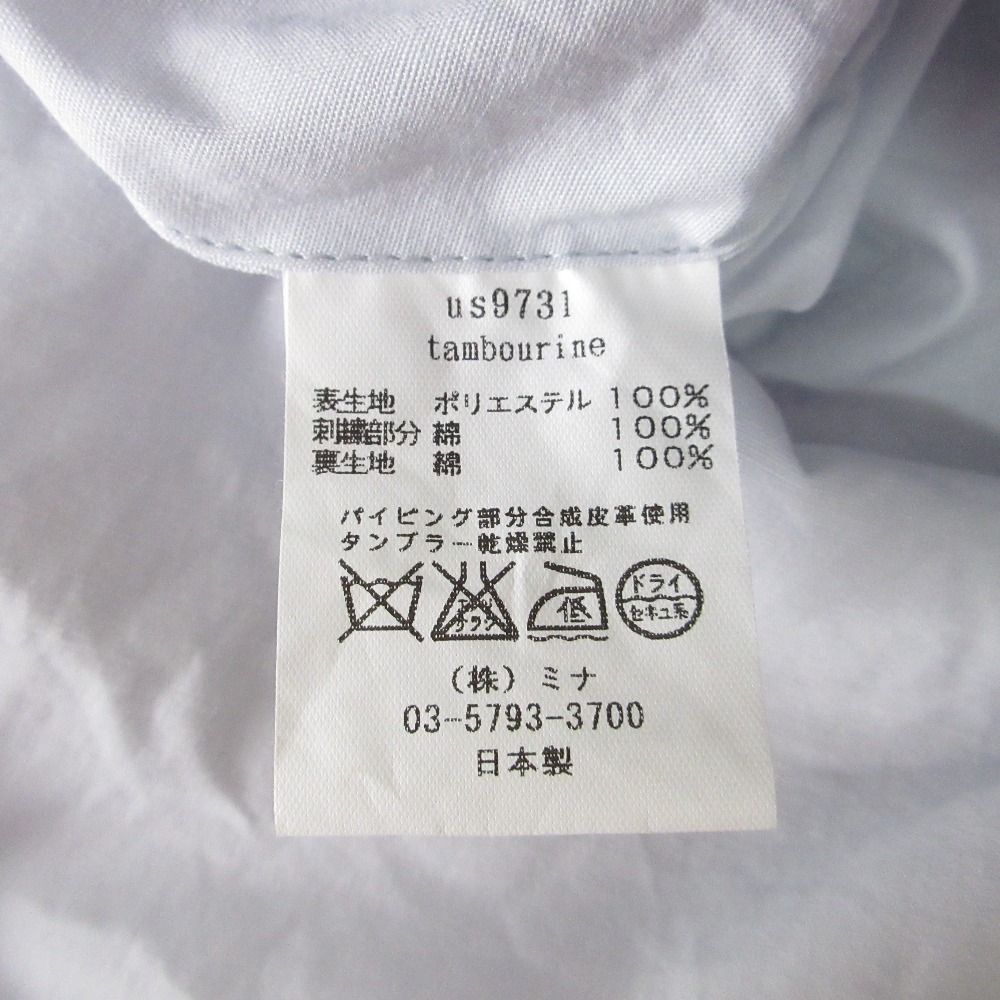 us9731
tambourine
表生地 ポリエステル 100%
刺繍部分 綿 100%
裏生地 綿 100%
パイピング部分合成皮革使用
タンブラー乾燥禁止
低
ドライ
セキユ系
(株)ミナ
03-5793-3700
日本製